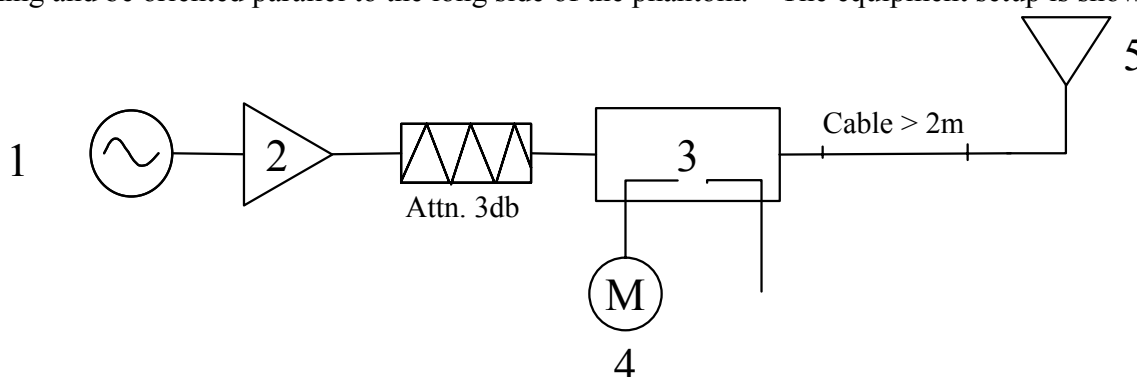 ing and be oriented parallel to the long side of the phantom. The equipment setup is show
5
Cable > 2m
1
2
3
Attn. 3db
M
4